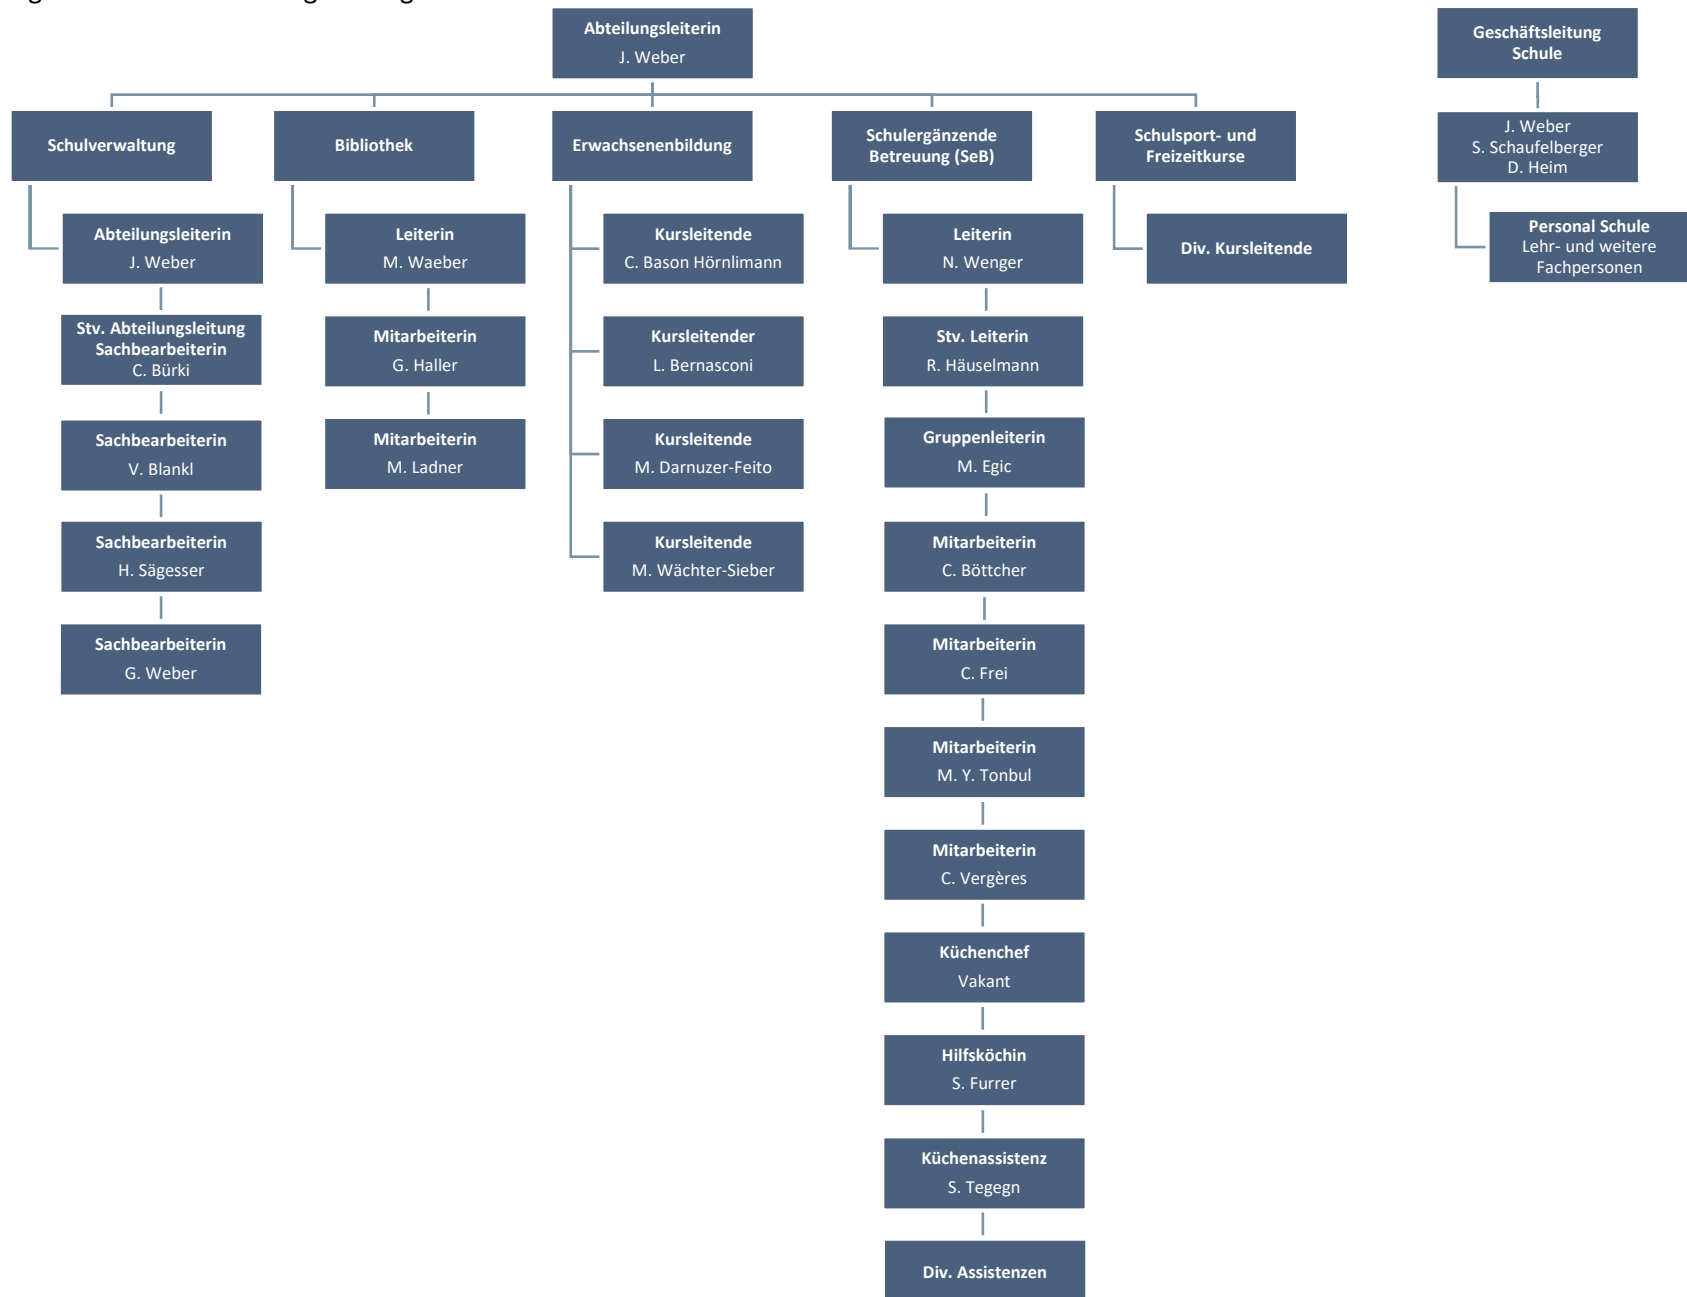 Abteilungsleiterin
J. Weber
Geschäftsleitung
Schule
Schulverwaltung
Bibliothek
Erwachsenenbildung
Schulergänzende
Betreuung (SeB)
Schulsport- und
Freizeitkurse
J. Weber
S. Schaufelberger
D. Heim
Abteilungsleiterin
J. Weber
Stv. Abteilungsleitung
Sachbearbeiterin
C. Bürki
Sachbearbeiterin
V. Blankl
Sachbearbeiterin
H. Sägesser
Sachbearbeiterin
G. Weber
Leiterin
M. Waeber
Mitarbeiterin
G. Haller
Mitarbeiterin
M. Ladner
Kursleitende
C. Bason Hörnlimann
Kursleitender
L. Bernasconi
Kursleitende
M. Darnuzer-Feito
Kursleitende
M. Wächter-Sieber
Leiterin
N. Wenger
Stv. Leiterin
R. Häuselmann
Gruppenleiterin
M. Egic
Mitarbeiterin
C. Böttcher
Mitarbeiterin
C. Frei
Mitarbeiterin
M. Y. Tonbul
Mitarbeiterin
C. Vergères
Küchenchef
Vakant
Hilfsköchin
S. Furrer
Küchenassistenz
S. Tegegn
Div. Assistenzen
Div. Kursleitende
Personal Schule
Lehr- und weitere
Fachpersonen